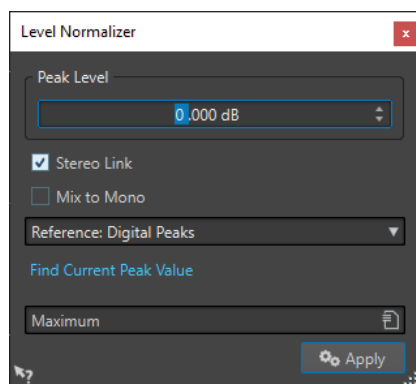 Level Normalizer
Peak Level
0.000 dB
Stereo Link
Mix to Mono
Reference: Digital Peaks
Find Current Peak Value
Maximum
Apply